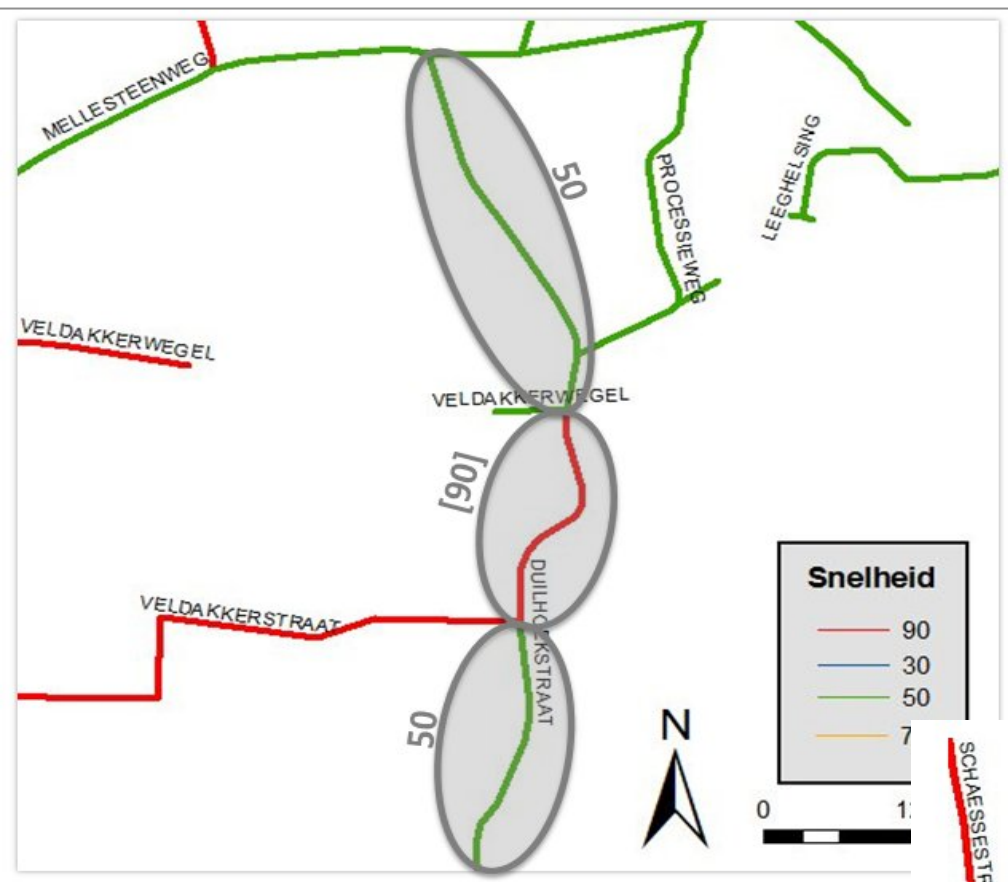 MELLESTEENWEG
50
PROCESSIEWEG
LEEGHELSING
VELDAKKERWEGEL
VELDAKKERWEGEL
[90]
VELDAKKERSTRAAT
DUILHOEKSTRAAT
50
N
0
Snelheid
90
30
50